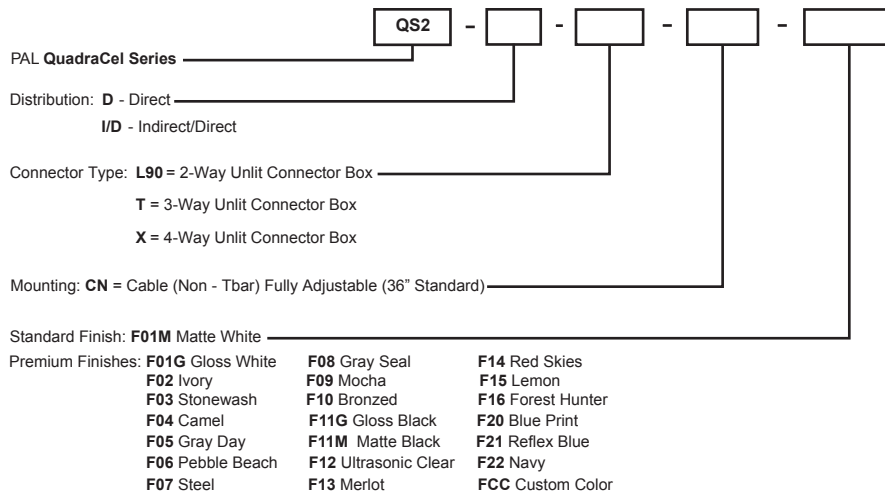 QS2 - - - -
PAL QuadraCel Series
Distribution: D - Direct
I/D - Indirect/Direct
Connector Type: L90 = 2-Way Unlit Connector Box
T = 3-Way Unlit Connector Box
X = 4-Way Unlit Connector Box
Mounting: CN = Cable (Non - Tbar) Fully Adjustable (36” Standard)
Standard Finish: F01M Matte White
Premium Finishes: F01G Gloss White F08 Gray Seal F14 Red Skies
F02 Ivory F09 Mocha F15 Lemon
F03 Stonewash F10 Bronzed F16 Forest Hunter
F04 Camel F11G Gloss Black F20 Blue Print
F05 Gray Day F11M Matte Black F21 Reflex Blue
F06 Pebble Beach F12 Ultrasonic Clear F22 Navy
F07 Steel F13 Merlot FCC Custom Color